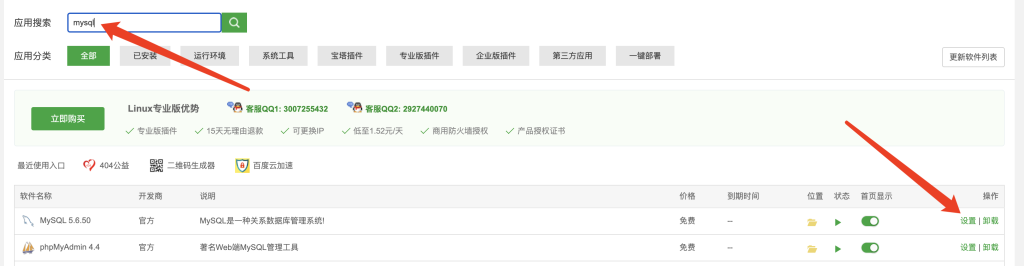 应用搜索 mysql
应用分类 全部 已安装 运行环境 系统工具 宝塔插件 专业版插件 企业版插件 第三方应用 一键部署 更新软件列表
立即购买 Linux专业版优势 客服QQ1: 3007255432 客服QQ2: 2927440070
专业版插件 15天无理由退款 可更换IP 低至1.52元/天 商用防火墙授权 产品授权证书
最近使用入口 404公益 二维码生成器 百度云加速
软件名称 开发商 说明 价格 到期时间 位置 状态 首页显示 操作
MySQL 5.6.50 官方 MySQL是一种关系数据库管理系统! 免费 -- 设置 | 卸载
phpMyAdmin 4.4 官方 著名Web端MySQL管理工具 免费 -- 设置 | 卸载